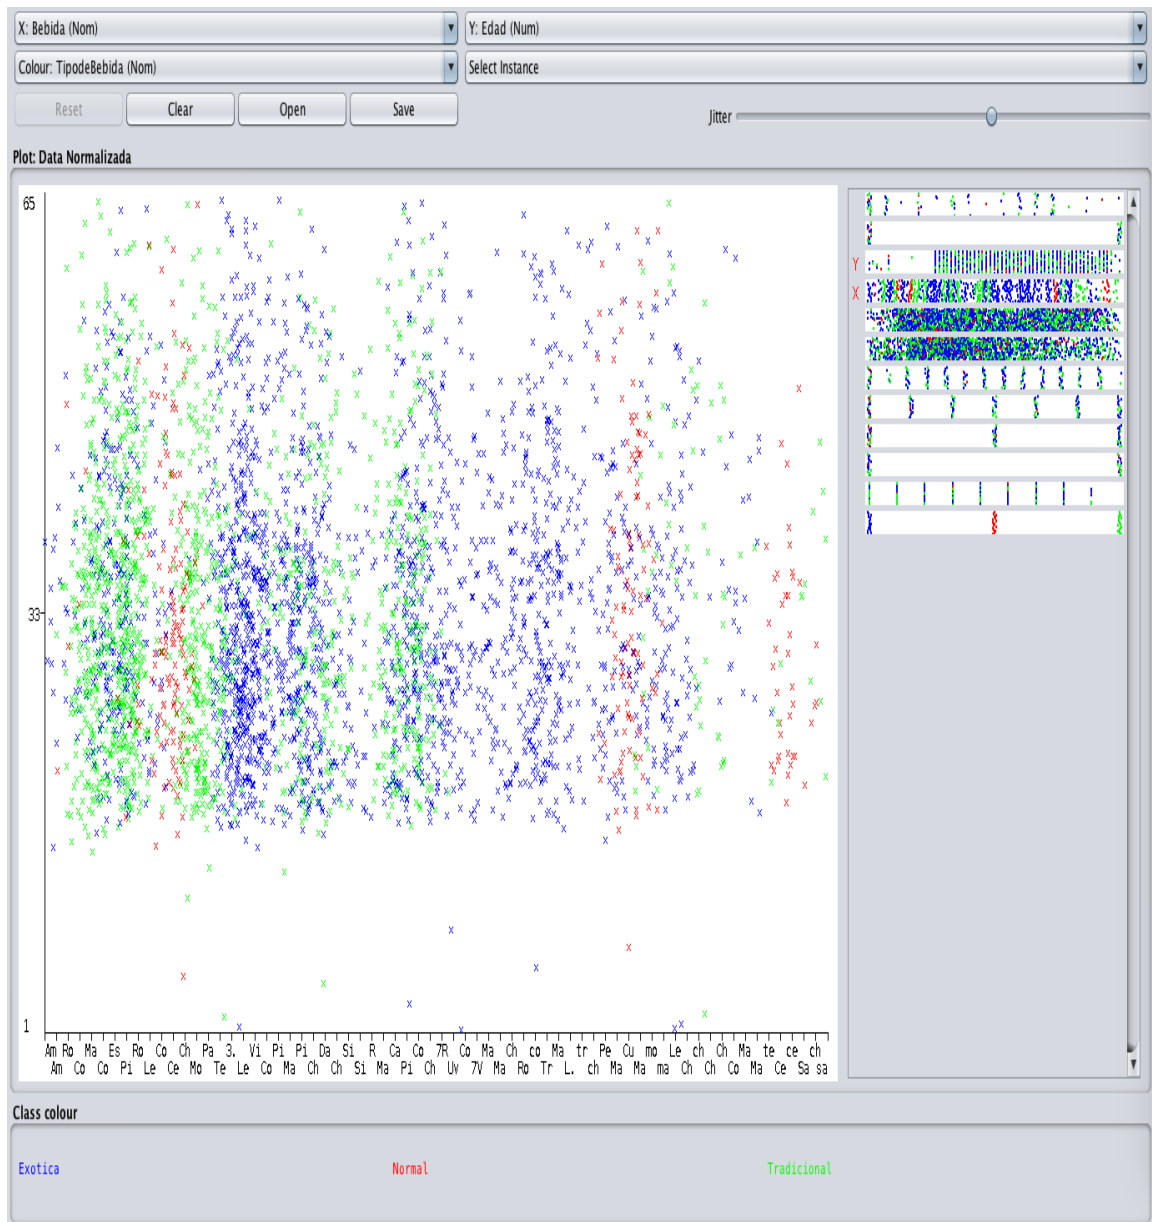 X: Bebida (Nom) Y: Edad (Num)
Colour: TipodeBebida (Nom) Select Instance
Reset Clear Open Save Jitter
Plot: Data Normalizada
65
Y
X
33
1
Am Ro Ma Es Ro Co Ch Pa 3. Vi Pi Pi Da Si R Ca Co 7R Co Ma Ch co Ma tr Pe Cu mo Le ch Ch Ma te ce ch
Am Co Co Pi Le Ce Mo Te Le Co Ma Ch Ch Si Ma Pi Ch Uv 7V Ma Ro Tr L. ch Ma Ma ma Ch Ch Co Ma Ce Sa sa
Class colour
Exotica Normal Tradicional